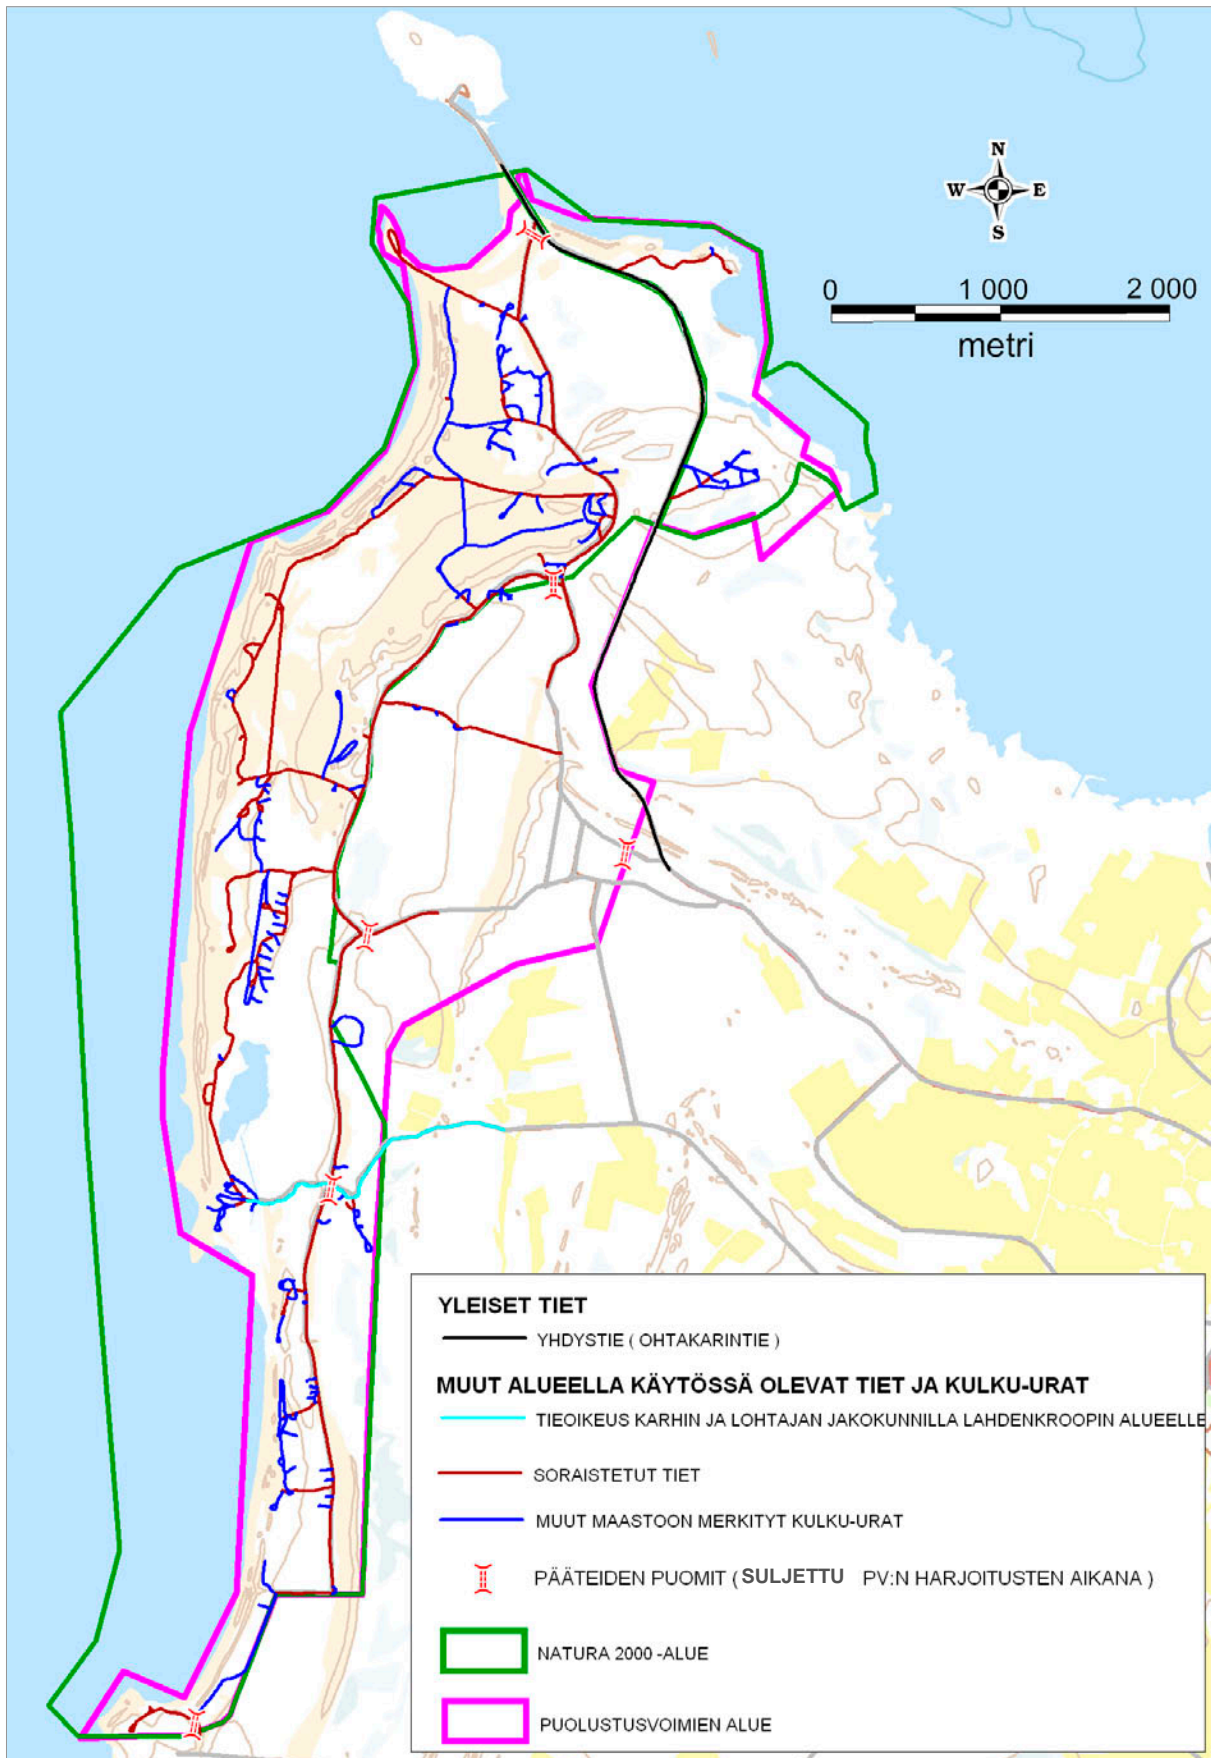 N
W E
S
0 1 000 2 000
metri
YLEISET TIET
YHDYSTIE ( OHTAKARINTIE )
MUUT ALUEELLA KÄYTÖSSÄ OLEVAT TIET JA KULKU-URAT
TIEOIKEUS KARHIN JA LOHTAJAN JAKOKUNNILLA LAHDENKROOPIN ALUEELLE
SORAISTETUT TIET
MUUT MAASTOON MERKITYT KULKU-URAT
PÄÄTEIDEN PUOMIT ( SULJETTU PV:N HARJOITUSTEN AIKANA )
NATURA 2000 -ALUE
PUOLUSTUSVOIMIEN ALUE